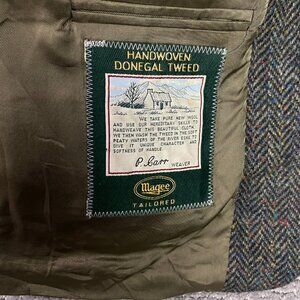 HANDWOVEN
DONEGAL TWEED
WE TAKE PURE NEW WOOL
AND USE OUR HEREDITARY SKILLS TO
HANDWEAVE THIS BEAUTIFUL CLOTH.
WE THEN WASH THE TWEED IN THE SOFT
PEATY WATERS OF THE RIVER ESKE TO
GIVE IT UNIQUE CHARACTER AND
SOFTNESS OF HANDLE.
P. Carr WEAVER
Magee
TAILORED